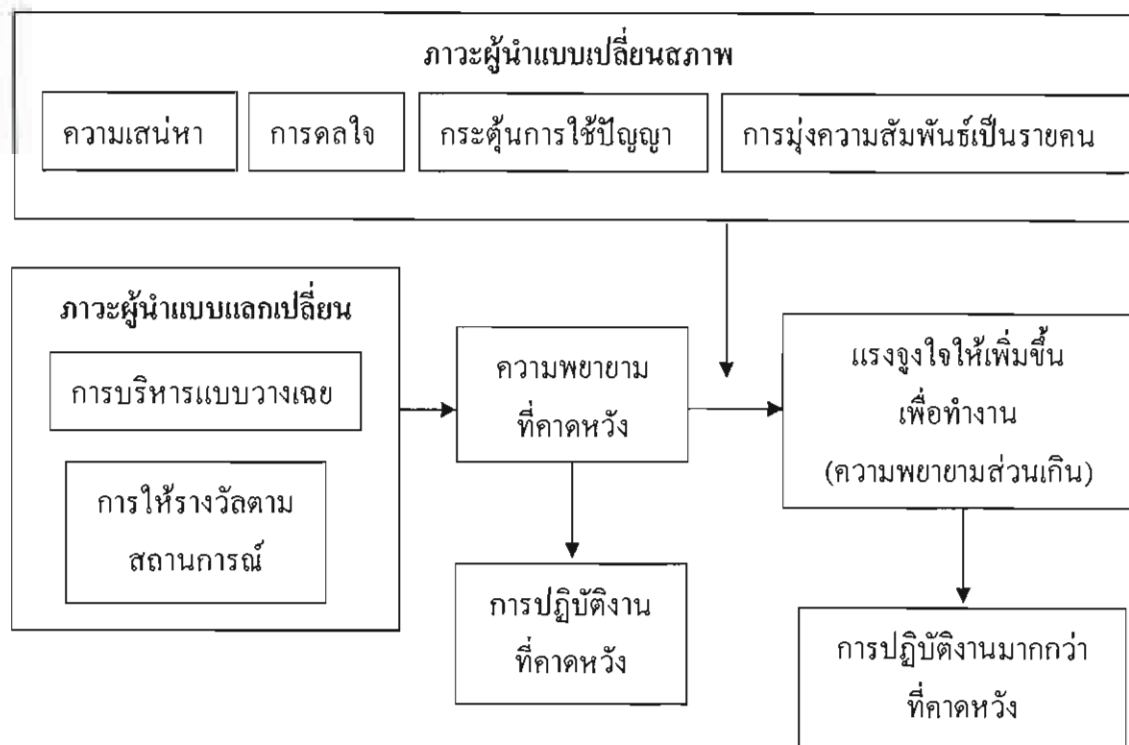 ภาวะผู้นำแบบเปลี่ยนสภาพ
ความเสน่หา
การดลใจ
กระตุ้นการใช้ปัญญา
การมุ่งความสัมพันธ์เป็นรายคน
ภาวะผู้นำแบบแลกเปลี่ยน
การบริหารแบบวางเฉย
การให้รางวัลตาม
สถานการณ์
ความพยายาม
ที่คาดหวัง
การปฏิบัติงาน
ที่คาดหวัง
แรงจูงใจให้เพิ่มขึ้น
เพื่อทำงาน
(ความพยายามส่วนเกิน)
การปฏิบัติงานมากกว่า
ที่คาดหวัง